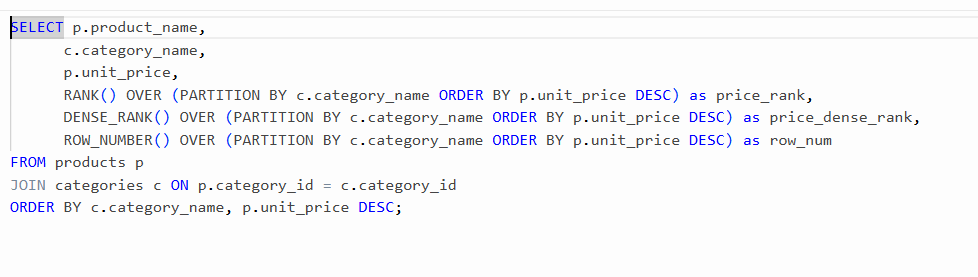 SELECT p.product_name,
c.category_name,
p.unit_price,
RANK() OVER (PARTITION BY c.category_name ORDER BY p.unit_price DESC) as price_rank,
DENSE_RANK() OVER (PARTITION BY c.category_name ORDER BY p.unit_price DESC) as price_dense_rank,
ROW_NUMBER() OVER (PARTITION BY c.category_name ORDER BY p.unit_price DESC) as row_num
FROM products p
JOIN categories c ON p.category_id = c.category_id
ORDER BY c.category_name, p.unit_price DESC;